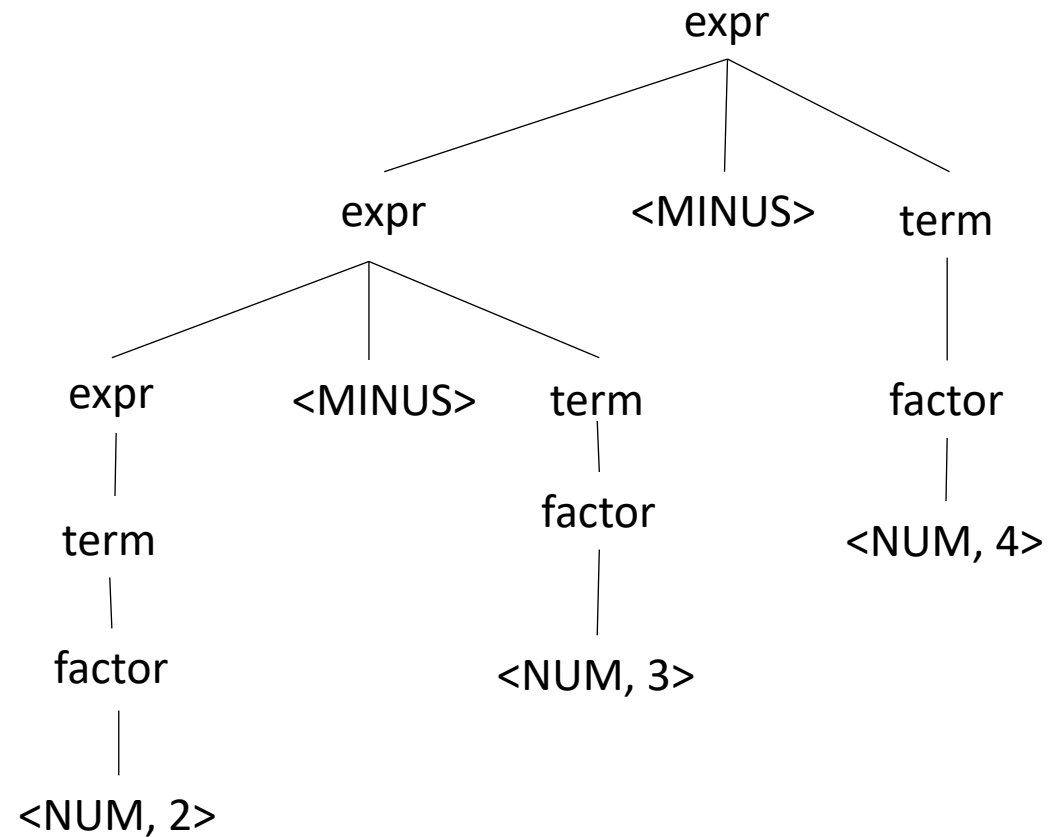 expr
expr <MINUS> term
expr <MINUS> term factor
factor
term <NUM, 4>
factor
<NUM, 3>
<NUM, 2>